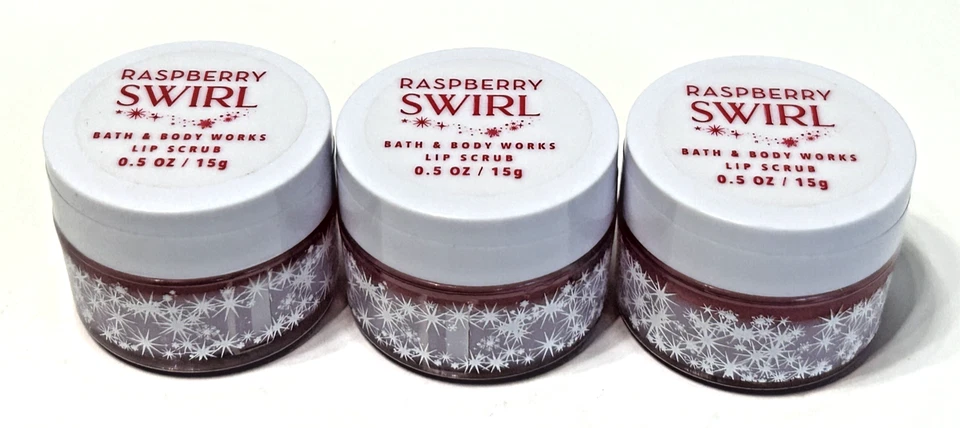 RASPBERRY
SWIRL
BATH & BODY WORKS
LIP SCRUB
0.5 OZ / 15g
RASPBERRY
SWIRL
BATH & BODY WORKS
LIP SCRUB
0.5 OZ / 15g
RASPBERRY
SWIRL
BATH & BODY WORKS
LIP SCRUB
0.5 OZ / 15g